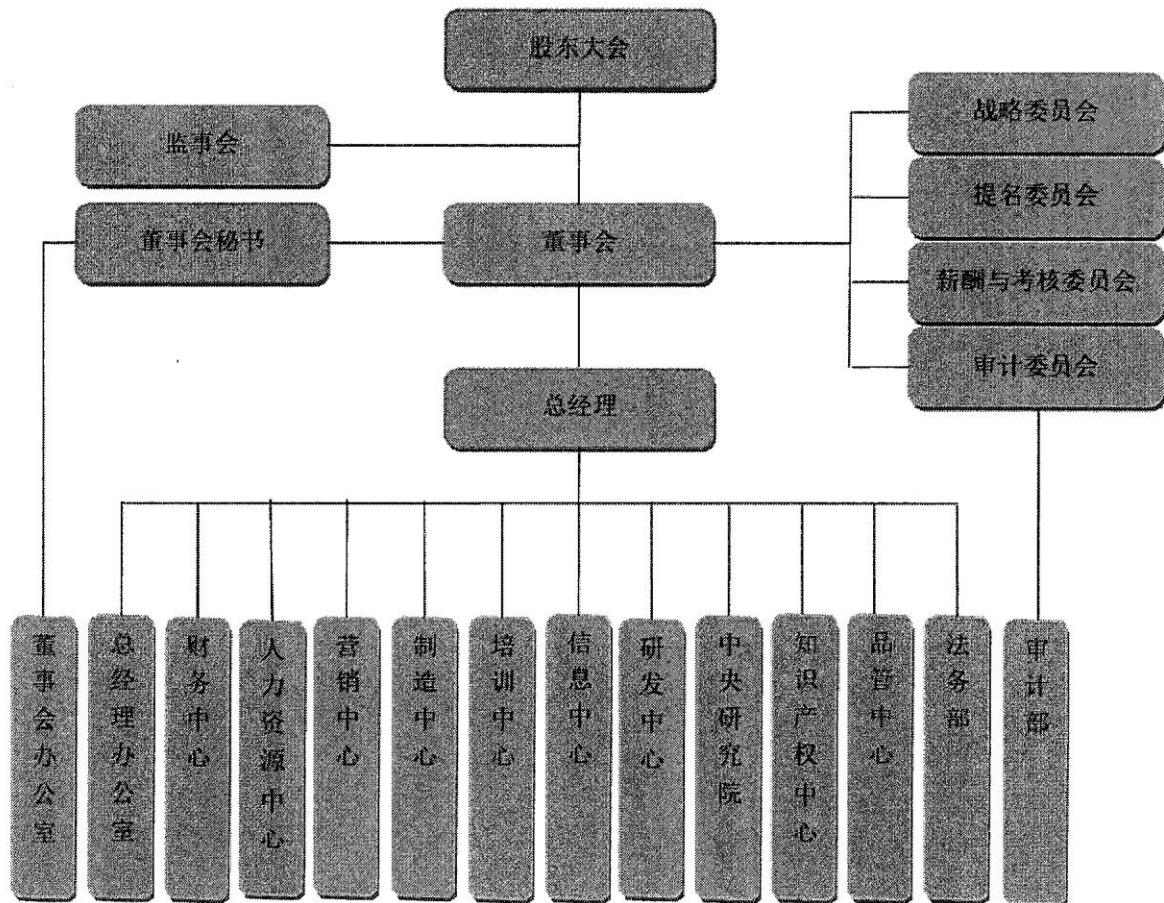 股东大会
监事会
战略委员会
提名委员会
董事会秘书
董事会
薪酬与考核委员会
审计委员会
总经理
董事会办公室
总经理办公室
财务中心
人力资源中心
营销中心
制造中心
培训中心
信息中心
研发中心
中央研究院
知识产权中心
品管中心
法务部
审计部